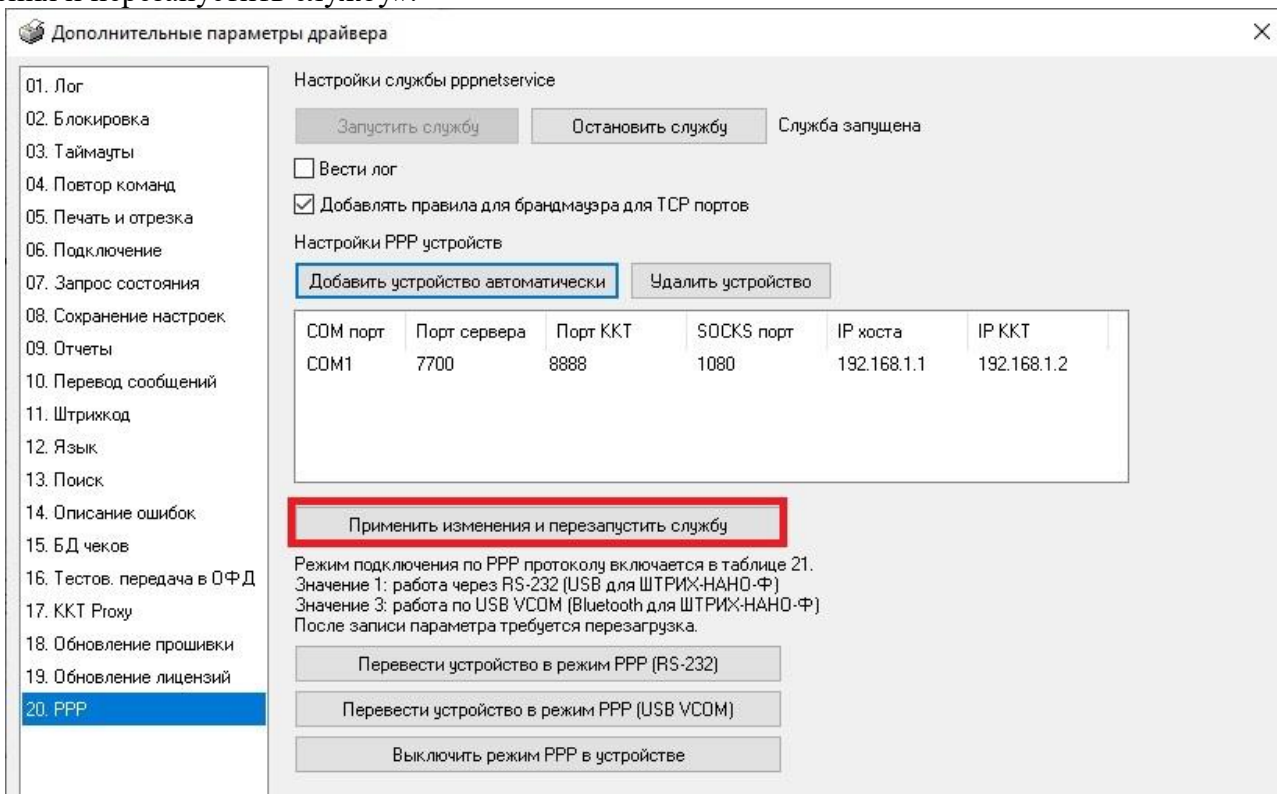 Дополнительные параметры драйвера
01. Лог
02. Блокировка
03. Таймауты
04. Повтор команд
05. Печать и отрезка
06. Подключение
07. Запрос состояния
08. Сохранение настроек
09. Отчеты
10. Перевод сообщений
11. Штрихкод
12. Язык
13. Поиск
14. Описание ошибок
15. БД чеков
16. Тестов. передача в ОФД
17. ККТ Proxy
18. Обновление прошивки
19. Обновление лицензий
20. PPP
Настройки службы pppnetservice
Запустить службу Остановить службу Служба запущена
Вести лог
Добавлять правила для брандмауэра для TCP портов
Настройки PPP устройств
Добавить устройство автоматически Удалить устройство
COM порт Порт сервера Порт ККТ SOCKS порт IP хоста IP ККТ
COM1 7700 8888 1080 192.168.1.1 192.168.1.2
Применить изменения и перезапустить службу
Режим подключения по PPP протоколу включается в таблице 21.
Значение 1: работа через RS-232 (USB для ШТРИХ-НАНО-Ф)
Значение 3: работа по USB VCOM (Bluetooth для ШТРИХ-НАНО-Ф)
После записи параметра требуется перезагрузка.
Перевести устройство в режим PPP (RS-232)
Перевести устройство в режим PPP (USB VCOM)
Выключить режим PPP в устройстве